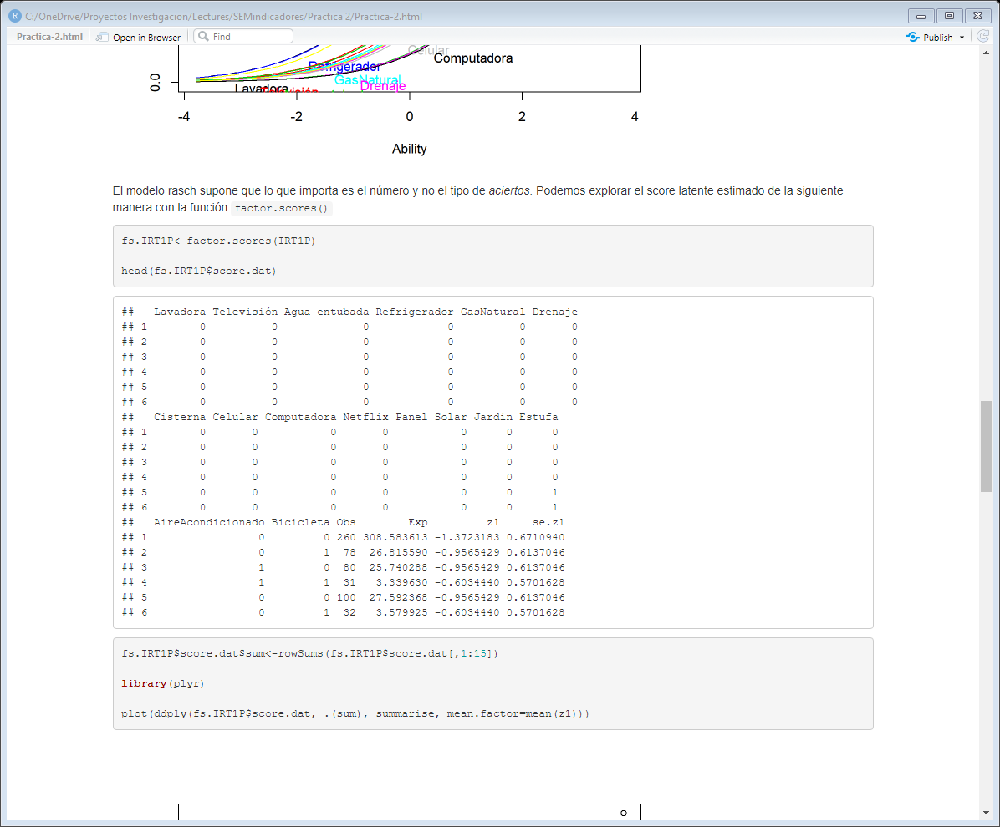 C:/OneDrive/Proyectos Investigacion/Lectures/SEMindicadores/Practica 2/Practica-2.html
Practica-2.html Open in Browser Find Publish
Celular
Computadora
Refrigerador
GasNatural
Drenaje
Lavadora
Televisión
0.0
-4 -2 0 2 4
Ability
El modelo rasch supone que lo que importa es el número y no el tipo de aciertos. Podemos explorar el score latente estimado de la siguiente
manera con la función factor.scores().
fs.IRT1P<-factor.scores(IRT1P)
head(fs.IRT1P$score.dat)
## Lavadora Televisión Agua entubada Refrigerador GasNatural Drenaje
## 1 0 0 0 0 0 0
## 2 0 0 0 0 0 0
## 3 0 0 0 0 0 0
## 4 0 0 0 0 0 0
## 5 0 0 0 0 0 0
## 6 0 0 0 0 0 0
## Cisterna Celular Computadora Netflix Panel Solar Jardin Estufa
## 1 0 0 0 0 0 0 0
## 2 0 0 0 0 0 0 0
## 3 0 0 0 0 0 0 0
## 4 0 0 0 0 0 0 0
## 5 0 0 0 0 0 0 1
## 6 0 0 0 0 0 0 1
## AireAcondicionado Bicicleta Obs Exp z1 se.z1
## 1 0 0 260 308.583613 -1.3723183 0.6710940
## 2 0 1 78 26.815590 -0.9565429 0.6137046
## 3 1 0 80 25.740288 -0.9565429 0.6137046
## 4 1 1 31 3.339630 -0.6034440 0.5701628
## 5 0 0 100 27.592368 -0.9565429 0.6137046
## 6 0 1 32 3.579925 -0.6034440 0.5701628
fs.IRT1P$score.dat$sum<-rowSums(fs.IRT1P$score.dat[,1:15])
library(plyr)
plot(ddply(fs.IRT1P$score.dat, .(sum), summarise, mean.factor=mean(z1)))